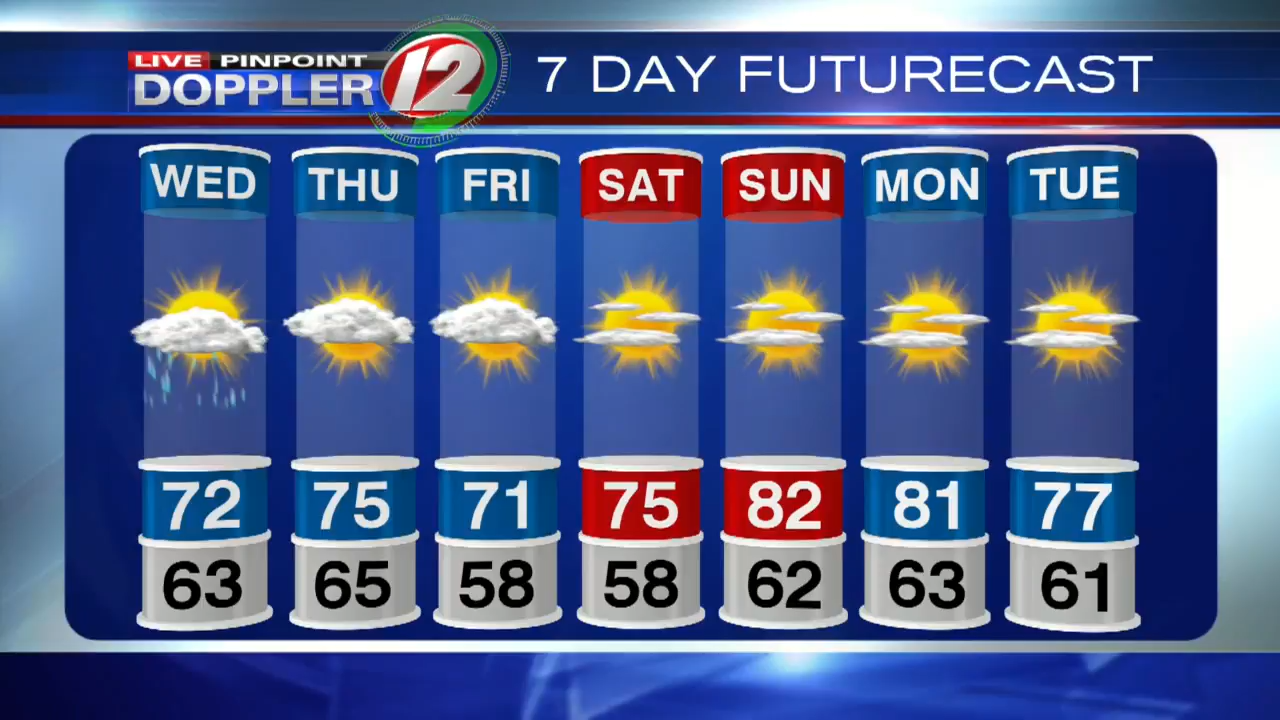 LIVE PINPOINT
DOPPLER 12
7 DAY FUTURECAST
WED THU FRI SAT SUN MON TUE
72 75 71 75 82 81 77
63 65 58 58 62 63 61